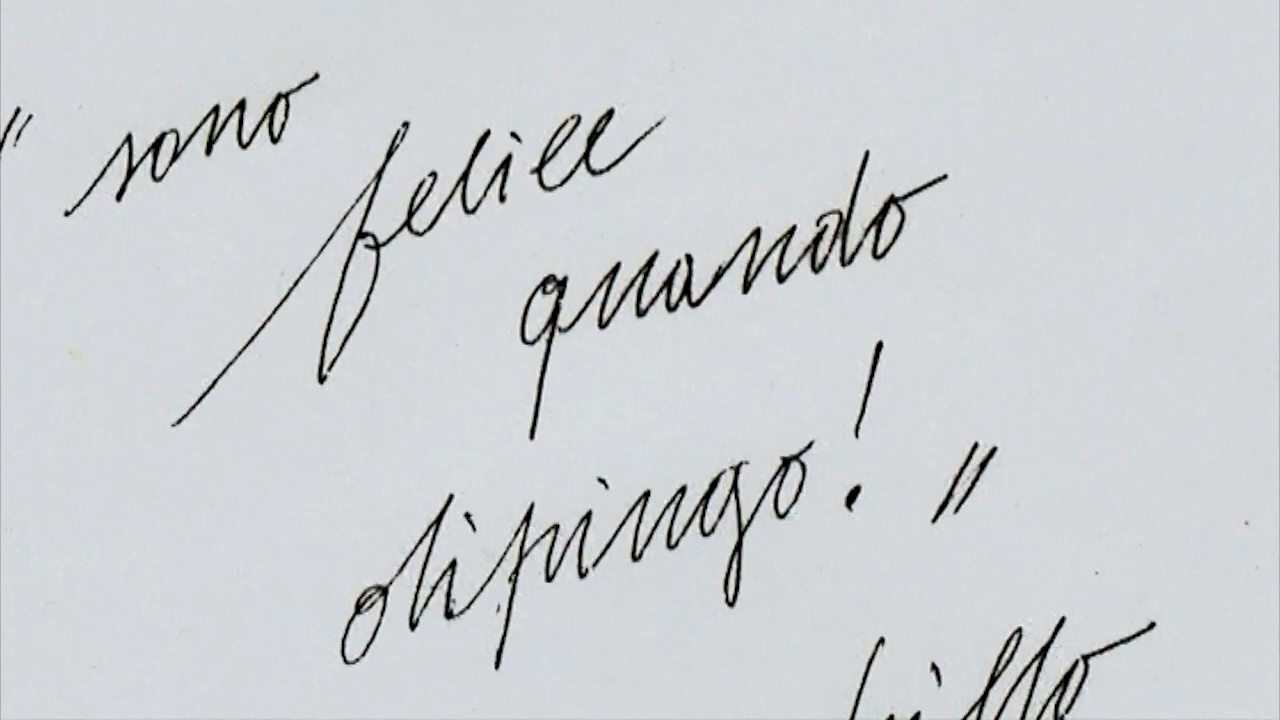 " sono
felice
quando
dipingo! "